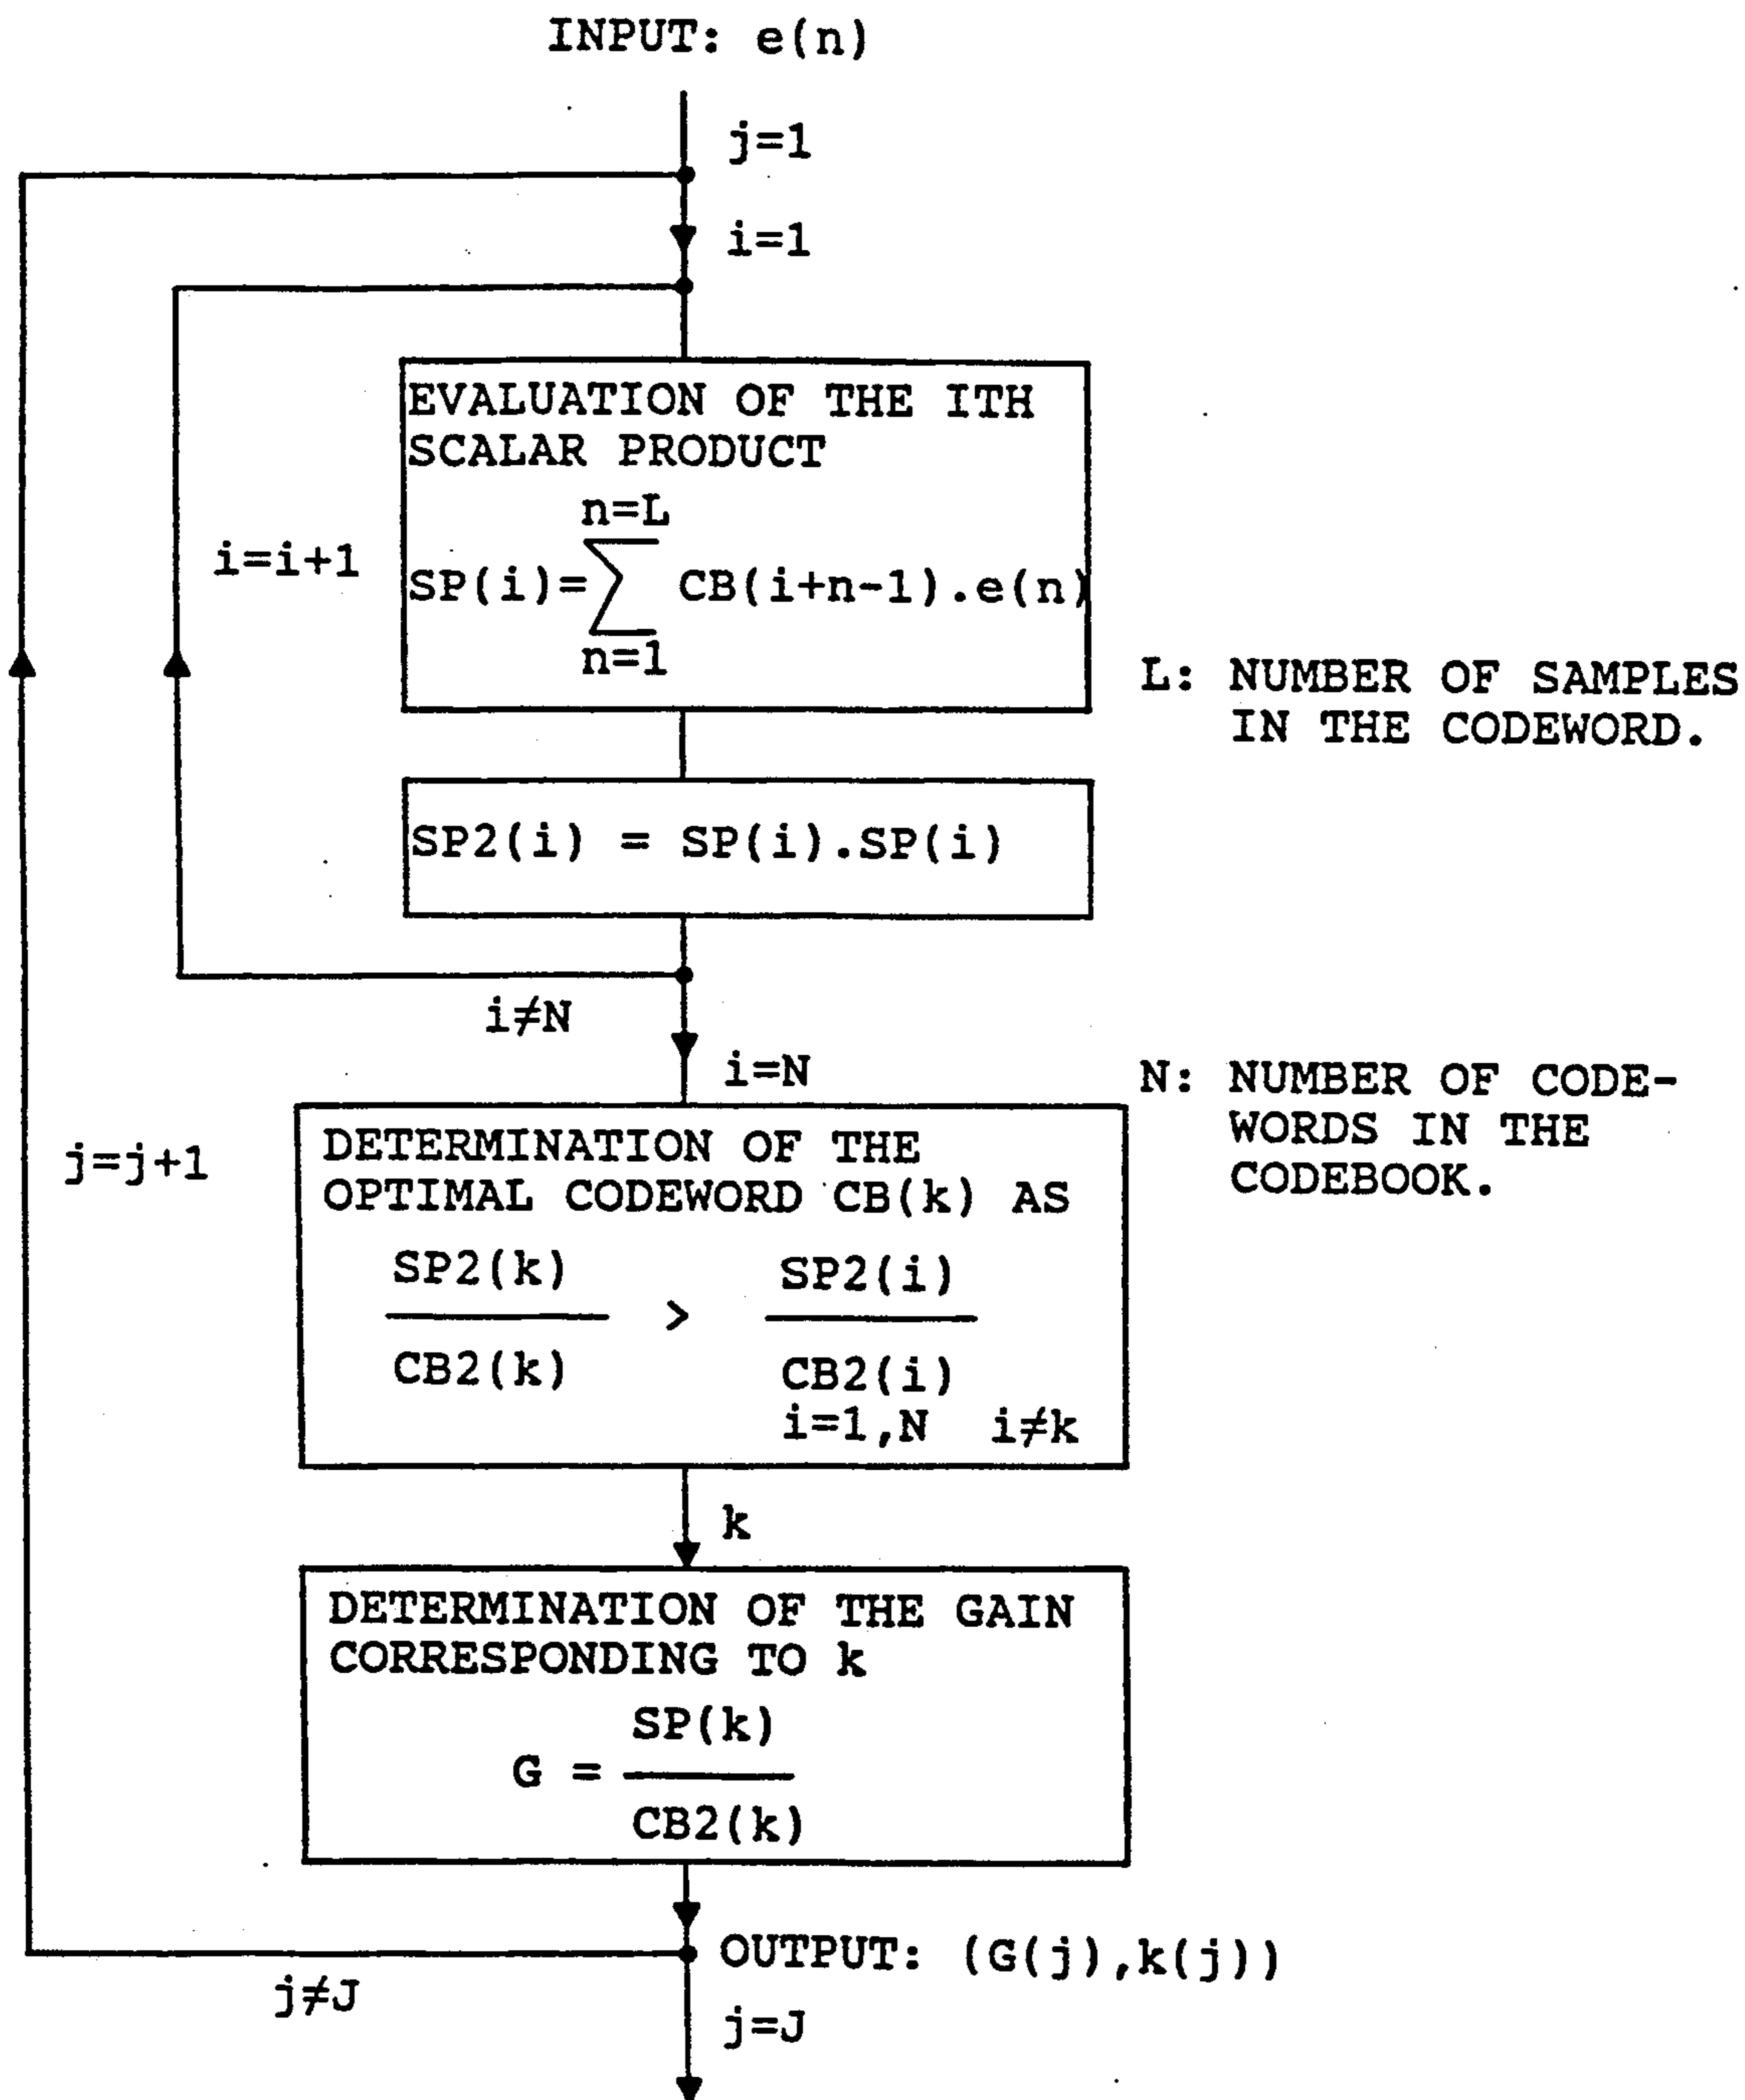 INPUT: e(n)
j=1
i=1
EVALUATION OF THE ITH
SCALAR PRODUCT
n=L
SP(i)=∑ CB(i+n-1).e(n)
n=1
i=i+1
L: NUMBER OF SAMPLES
IN THE CODEWORD.
SP2(i) = SP(i).SP(i)
i≠N
i=N
N: NUMBER OF CODE-
WORDS IN THE
CODEBOOK.
j=j+1
DETERMINATION OF THE
OPTIMAL CODEWORD CB(k) AS
SP2(k) SP2(i)
>
CB2(k) CB2(i)
i=1,N i≠k
k
DETERMINATION OF THE GAIN
CORRESPONDING TO k
SP(k)
G =
CB2(k)
OUTPUT: (G(j),k(j))
j≠J
j=J